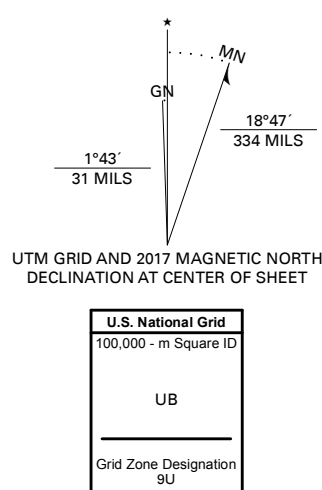 ★
MN
GN
18°47´
334 MILS
1°43´
31 MILS
UTM GRID AND 2017 MAGNETIC NORTH
DECLINATION AT CENTER OF SHEET
U.S. National Grid
100,000 - m Square ID
UB
Grid Zone Designation
9U